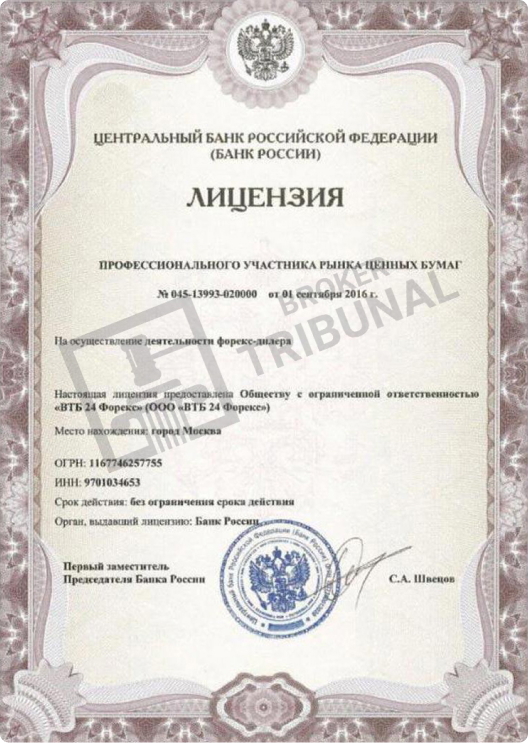 ЦЕНТРАЛЬНЫЙ БАНК РОССИЙСКОЙ ФЕДЕРАЦИИ
(БАНК РОССИИ)
ЛИЦЕНЗИЯ
ПРОФЕССИОНАЛЬНОГО УЧАСТНИКА РЫНКА ЦЕННЫХ БУМАГ
№ 045-13993-020000 от 01 сентября 2016 г.
BROKER
TRIBUNAL
На осуществление деятельности форекс-дилера
Настоящая лицензия предоставлена Обществу с ограниченной ответственностью
«ВТБ 24 Форекс» (ООО «ВТБ 24 Форекс»)
Место нахождения: город Москва
ОГРН: 1167746257755
ИНН: 9701034653
Срок действия: без ограничения срока действия
Орган, выдавший лицензию: Банк России
Первый заместитель
Председателя Банка России
С.А. Швецов